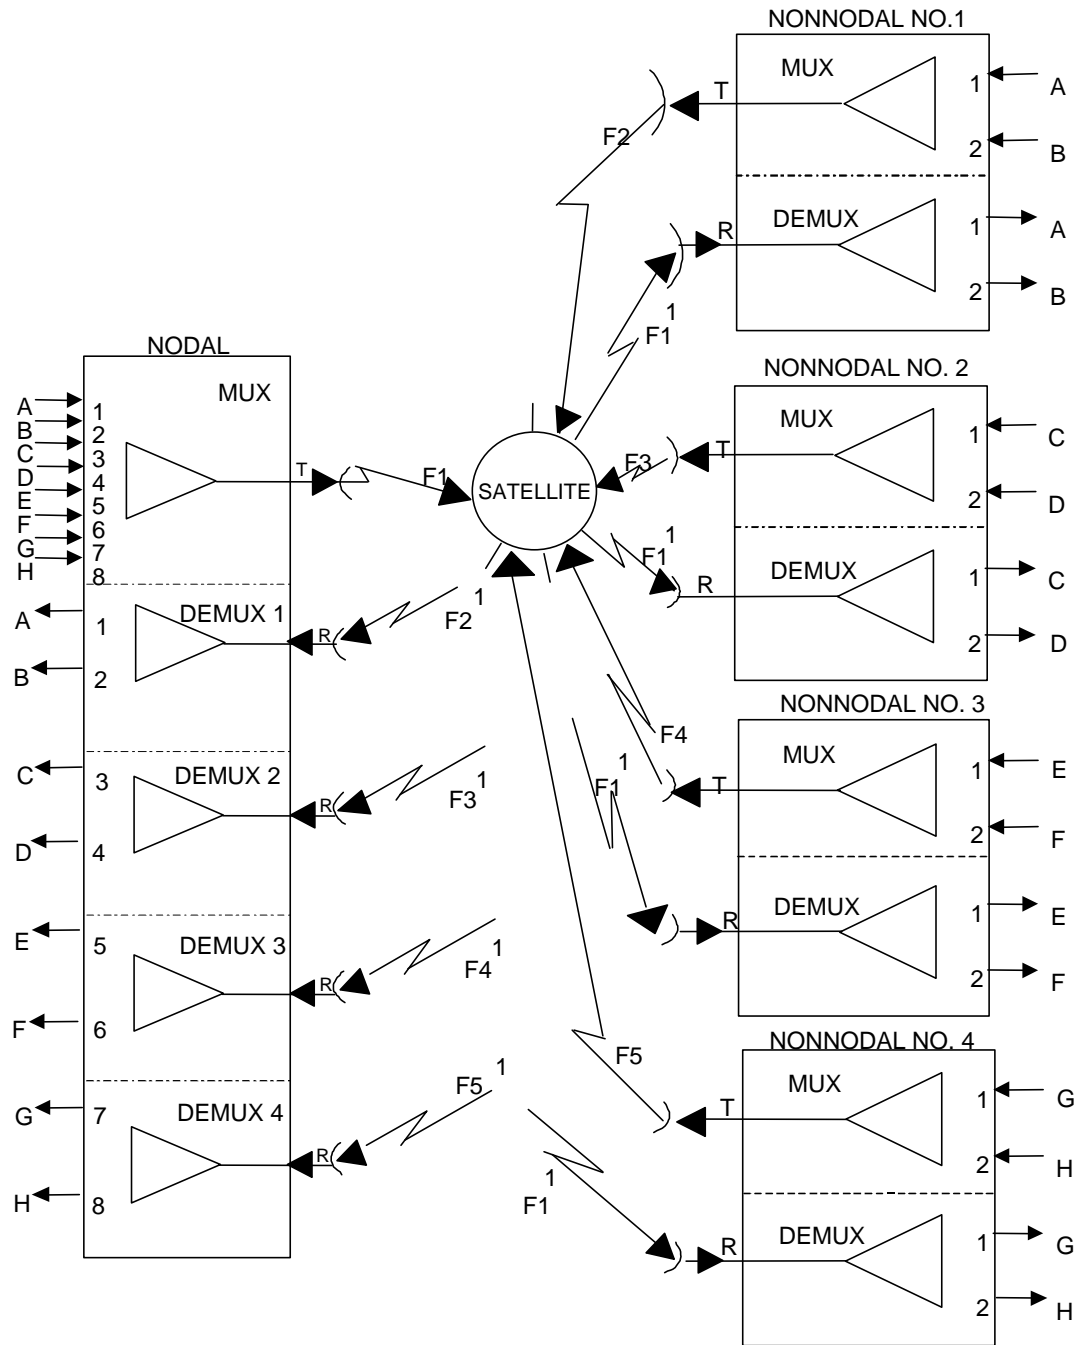 NONNODAL NO.1
MUX
T
1
A
2
B
F2
DEMUX
R
1
A
2
B
F1 1
NODAL
MUX
A
B
C
D
E
F
G
H
1
2
3
4
5
6
7
8
T
F1
SATELLITE
NONNODAL NO. 2
MUX
T
F3
1
C
2
D
DEMUX
R
F1 1
1
C
2
D
DEMUX 1
A
1
B
2
R
F2 1
DEMUX 2
C
3
D
4
R
F3 1
NONNODAL NO. 3
MUX
T
F4
1
E
2
F
DEMUX
R
F1 1
1
E
2
F
DEMUX 3
E
5
F
6
R
F4 1
DEMUX 4
G
7
H
8
R
F5 1
NONNODAL NO. 4
MUX
T
F5
1
G
2
H
DEMUX
R
F1 1
1
G
2
H